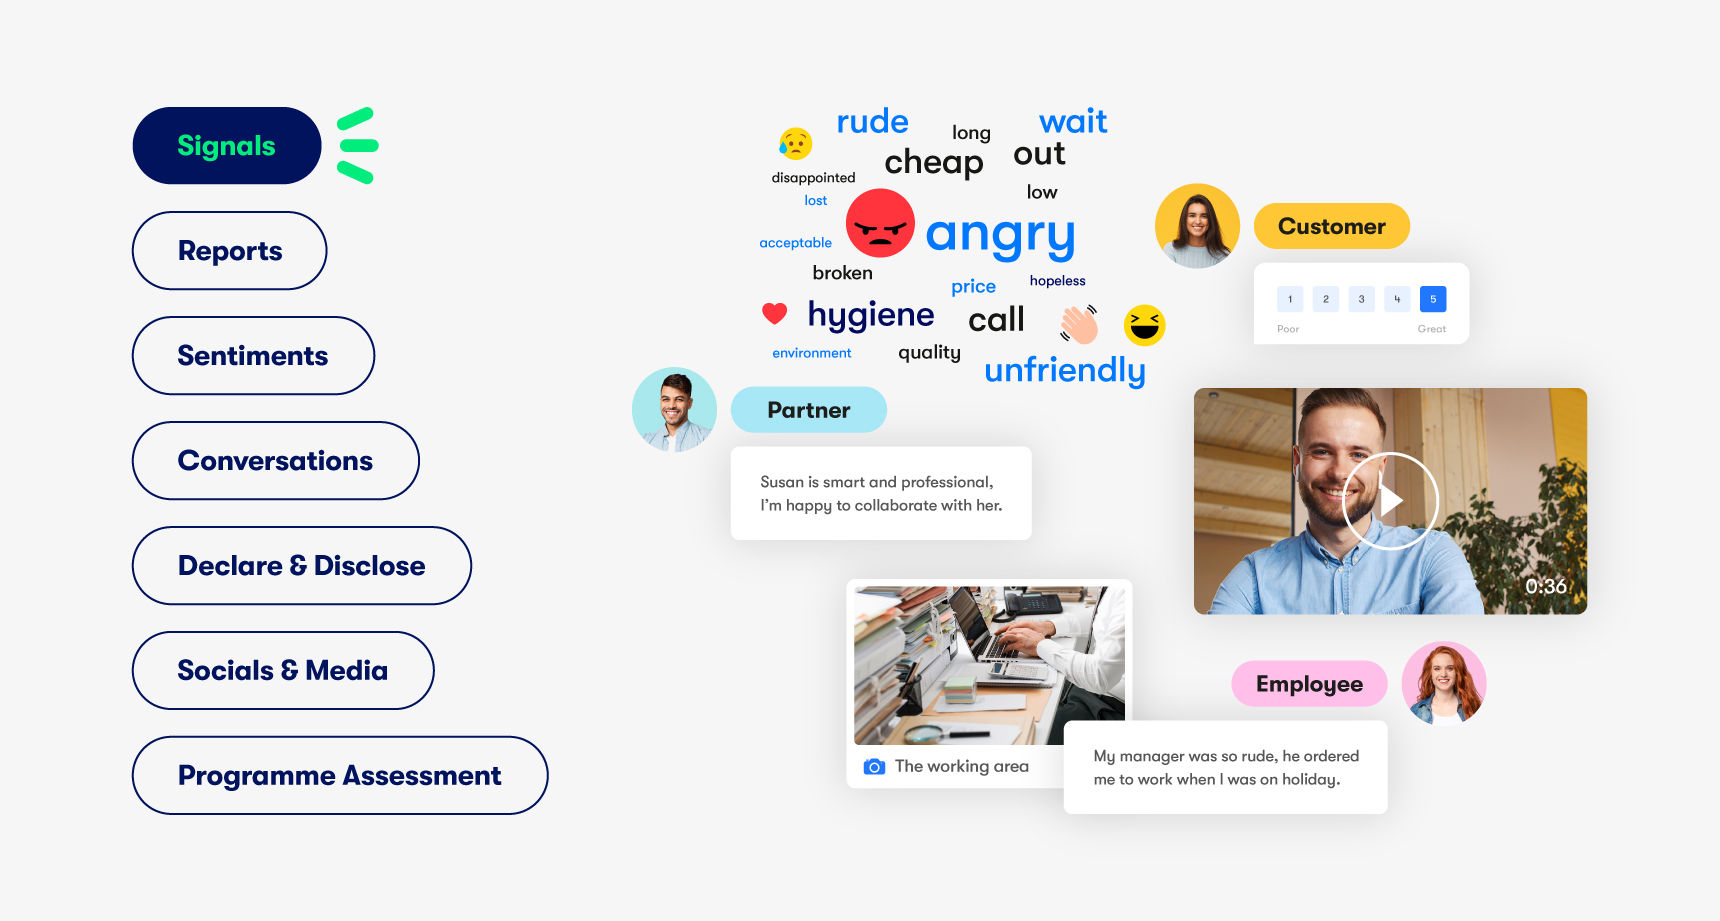 Signals
Reports
Sentiments
Conversations
Declare & Disclose
Socials & Media
Programme Assessment
rude
long
wait
cheap
out
disappointed
low
lost
angry
acceptable
broken
price
hopeless
hygiene
call
environment
quality
unfriendly
Customer
1 2 3 4 5
Poor Great
Partner
Susan is smart and professional,
I'm happy to collaborate with her.
0:36
The working area
Employee
My manager was so rude, he ordered
me to work when I was on holiday.